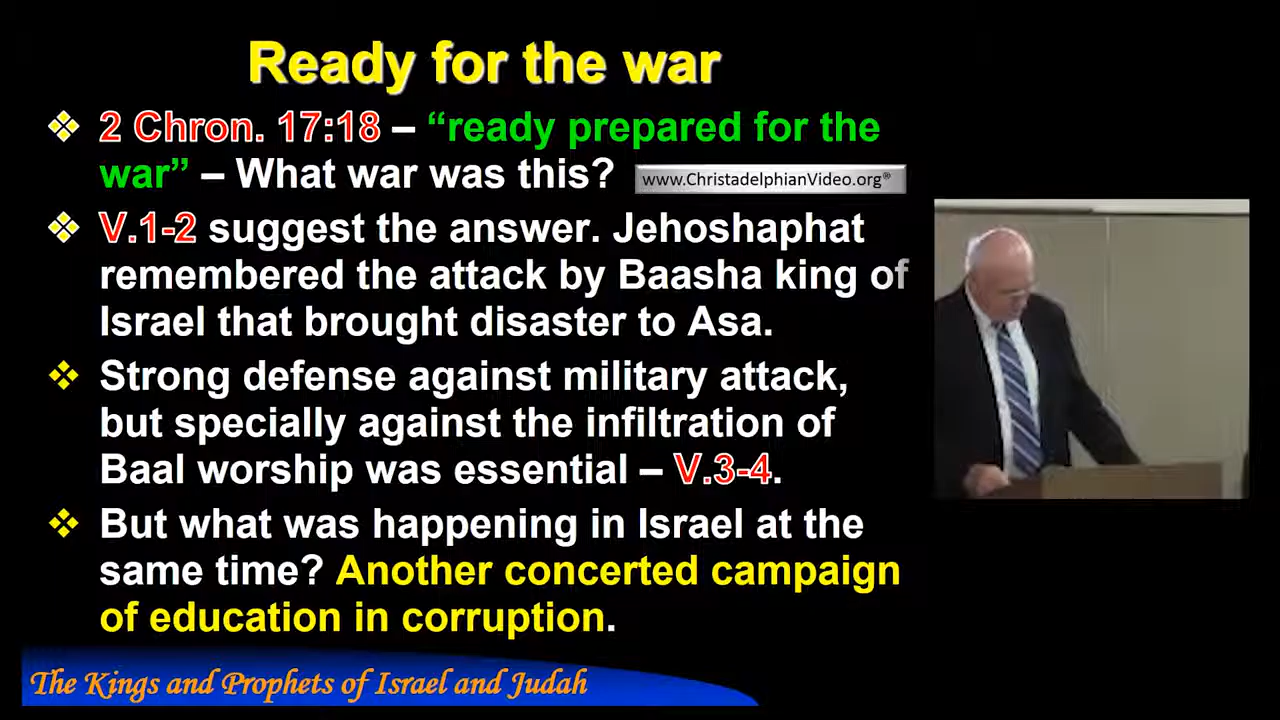 Ready for the war
❖ 2 Chron. 17:18 – “ready prepared for the
war” – What war was this?
www.ChristadelphianVideo.org®
❖ V.1-2 suggest the answer. Jehoshaphat
remembered the attack by Baasha king of
Israel that brought disaster to Asa.
❖ Strong defense against military attack,
but specially against the infiltration of
Baal worship was essential – V.3-4.
❖ But what was happening in Israel at the
same time? Another concerted campaign
of education in corruption.
The Kings and Prophets of Israel and Judah